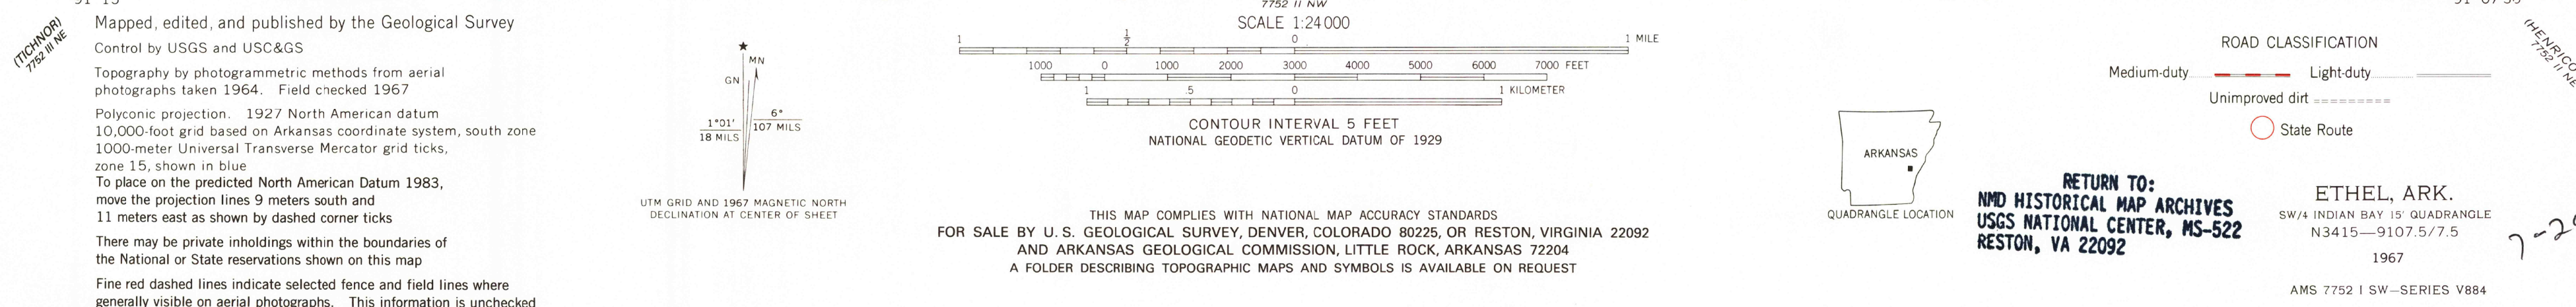 (TICHNOR)
7752 III NE
Mapped, edited, and published by the Geological Survey
Control by USGS and USC&GS
Topography by photogrammetric methods from aerial
photographs taken 1964. Field checked 1967
Polyconic projection. 1927 North American datum
10,000-foot grid based on Arkansas coordinate system, south zone
1000-meter Universal Transverse Mercator grid ticks,
zone 15, shown in blue
To place on the predicted North American Datum 1983,
move the projection lines 9 meters south and
11 meters east as shown by dashed corner ticks
There may be private inholdings within the boundaries of
the National or State reservations shown on this map
Fine red dashed lines indicate selected fence and field lines where
generally visible on aerial photographs. This information is unchecked
★
MN
GN
1°01'
18 MILS
6°
107 MILS
UTM GRID AND 1967 MAGNETIC NORTH
DECLINATION AT CENTER OF SHEET
7752 II NW
SCALE 1:24000
1 1/2 0 1 MILE
1000 0 1000 2000 3000 4000 5000 6000 7000 FEET
1 .5 0 1 KILOMETER
CONTOUR INTERVAL 5 FEET
NATIONAL GEODETIC VERTICAL DATUM OF 1929
THIS MAP COMPLIES WITH NATIONAL MAP ACCURACY STANDARDS
FOR SALE BY U. S. GEOLOGICAL SURVEY, DENVER, COLORADO 80225, OR RESTON, VIRGINIA 22092
AND ARKANSAS GEOLOGICAL COMMISSION, LITTLE ROCK, ARKANSAS 72204
A FOLDER DESCRIBING TOPOGRAPHIC MAPS AND SYMBOLS IS AVAILABLE ON REQUEST
ARKANSAS
QUADRANGLE LOCATION
ROAD CLASSIFICATION
Medium-duty Light-duty
Unimproved dirt
State Route
RETURN TO:
NMD HISTORICAL MAP ARCHIVES
USGS NATIONAL CENTER, MS-522
RESTON, VA 22092
ETHEL, ARK.
SW/4 INDIAN BAY 15' QUADRANGLE
N3415—9107.5/7.5
1967
AMS 7752 I SW—SERIES V884
(HENRICO
7752 II NE